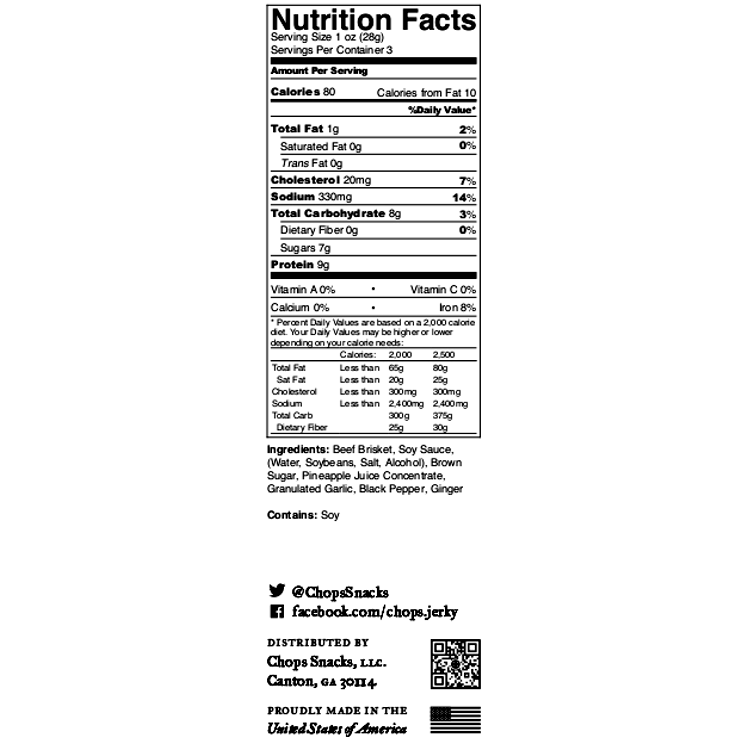 Nutrition Facts
Serving Size 1 oz (28g)
Servings Per Container 3
Amount Per Serving
Calories 80 Calories from Fat 10
%Daily Value*
Total Fat 1g 2%
Saturated Fat 0g 0%
Trans Fat 0g
Cholesterol 20mg 7%
Sodium 330mg 14%
Total Carbohydrate 8g 3%
Dietary Fiber 0g 0%
Sugars 7g
Protein 9g
Vitamin A 0% • Vitamin C 0%
Calcium 0% • Iron 8%
* Percent Daily Values are based on a 2,000 calorie
diet. Your Daily Values may be higher or lower
depending on your calorie needs:
Calories: 2,000 2,500
Total Fat Less than 65g 80g
Sat Fat Less than 20g 25g
Cholesterol Less than 300mg 300mg
Sodium Less than 2,400mg 2,400mg
Total Carb 300g 375g
Dietary Fiber 25g 30g
Ingredients: Beef Brisket, Soy Sauce,
(Water, Soybeans, Salt, Alcohol), Brown
Sugar, Pineapple Juice Concentrate,
Granulated Garlic, Black Pepper, Ginger
Contains: Soy
@ChopsSnacks
facebook.com/chops.jerky
DISTRIBUTED BY
Chops Snacks, LLC.
Canton, GA 30114
PROUDLY MADE IN THE
United States of America